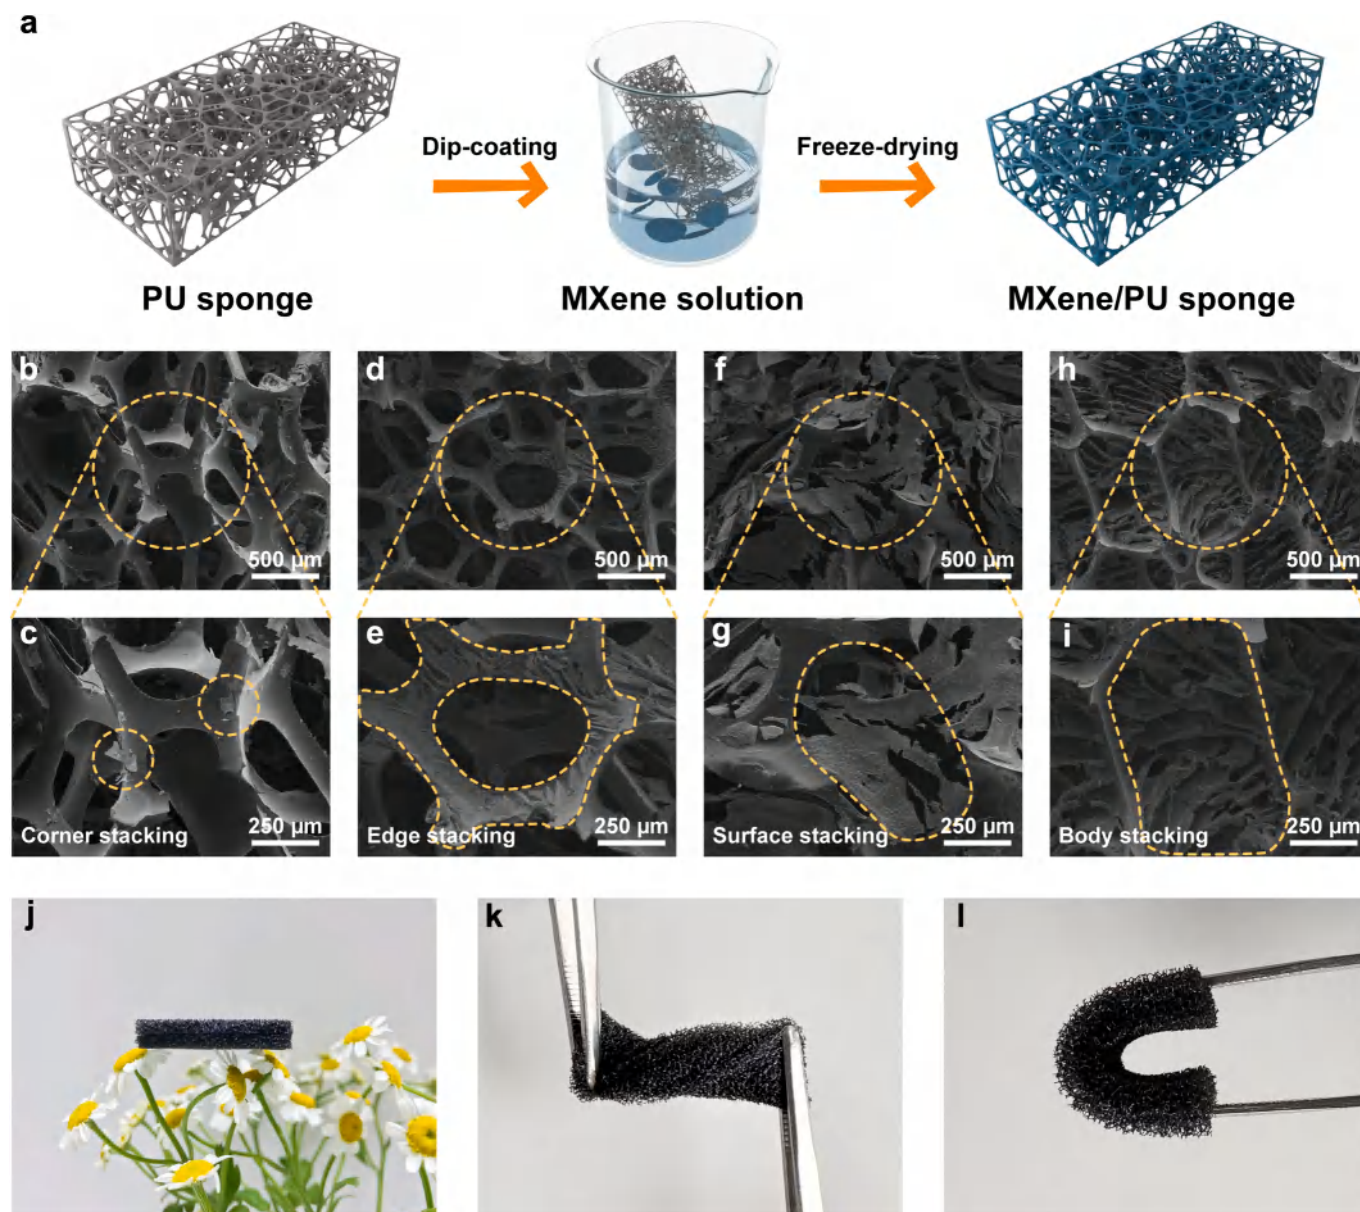 a
Dip-coating
Freeze-drying
PU sponge
MXene solution
MXene/PU sponge
b
500 µm
d
500 µm
f
500 µm
h
500 µm
c
Corner stacking
250 µm
e
Edge stacking
250 µm
g
Surface stacking
250 µm
i
Body stacking
250 µm
j
k
l